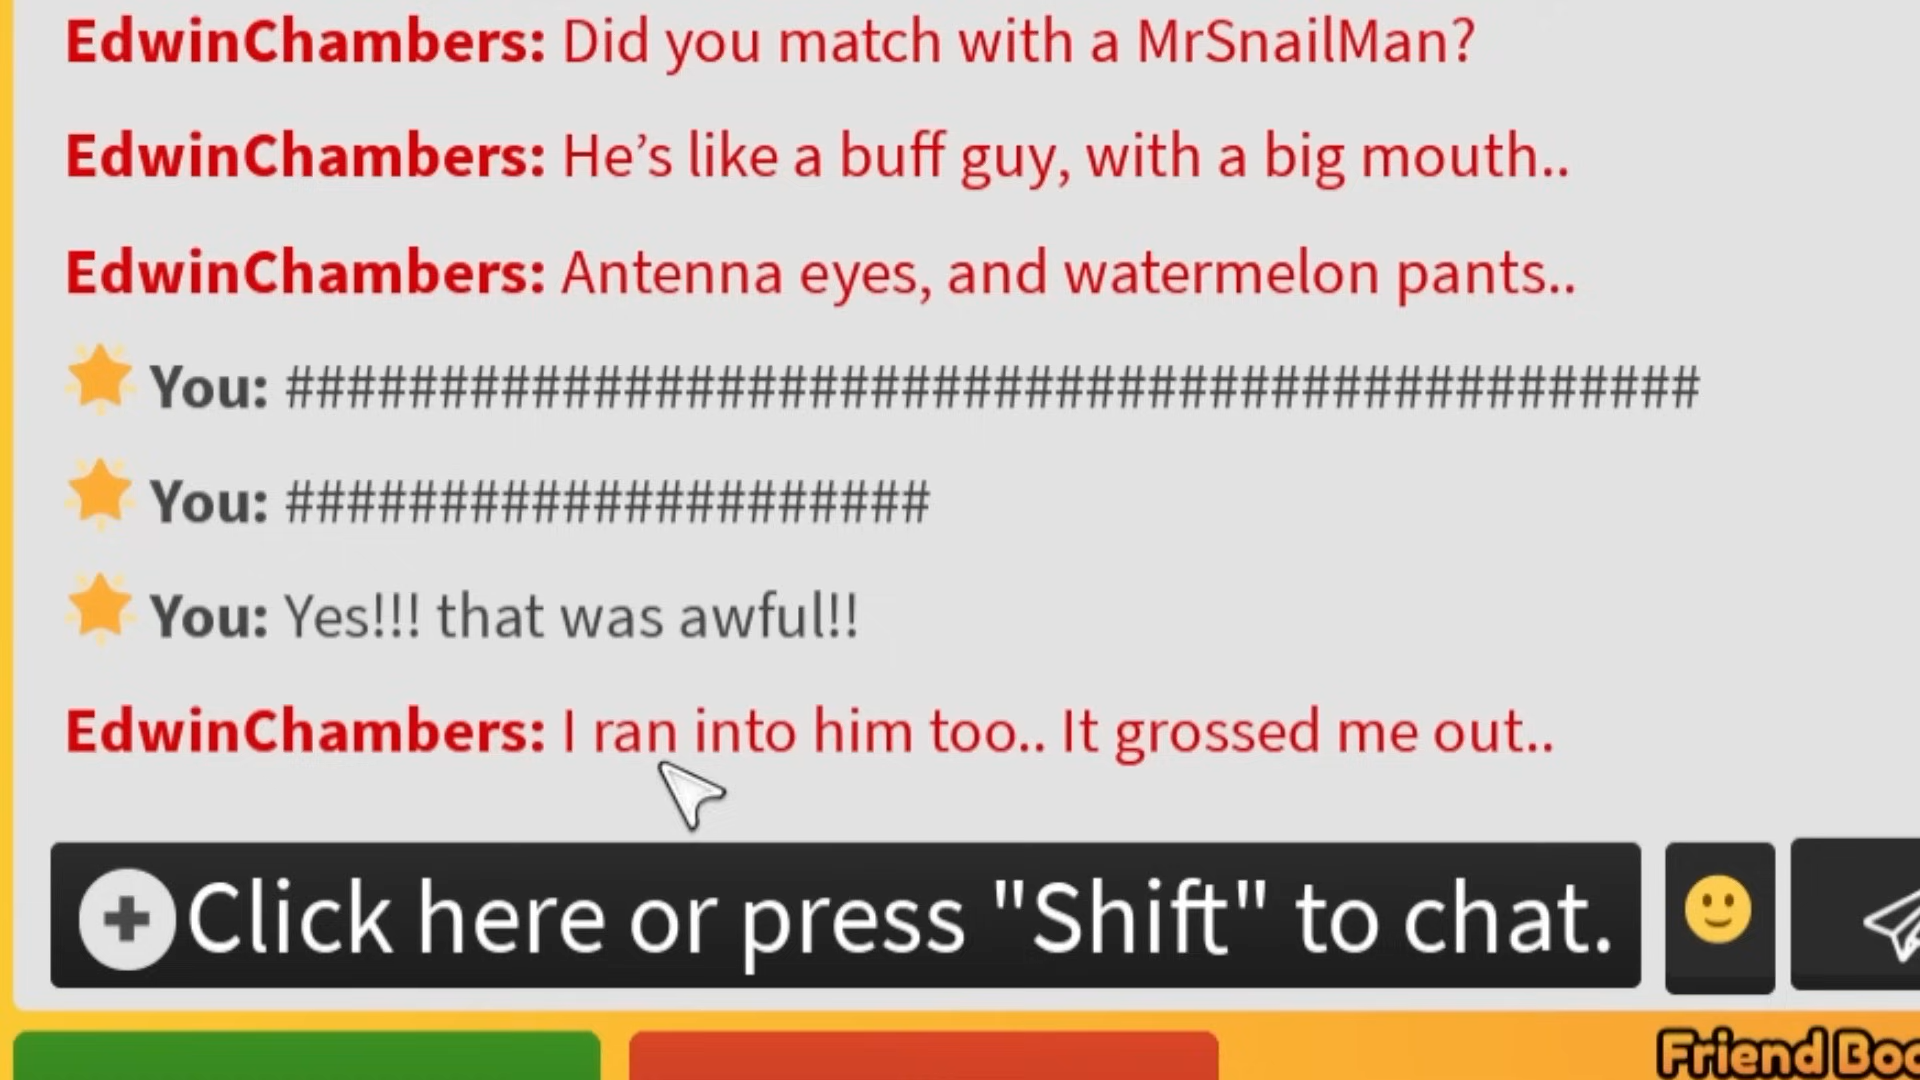 EdwinChambers: Did you match with a MrSnailMan?
EdwinChambers: He’s like a buff guy, with a big mouth..
EdwinChambers: Antenna eyes, and watermelon pants..
You: ##############################################
You: #####################
You: Yes!!! that was awful!!
EdwinChambers: I ran into him too.. It grossed me out..
Click here or press "Shift" to chat.
Friend